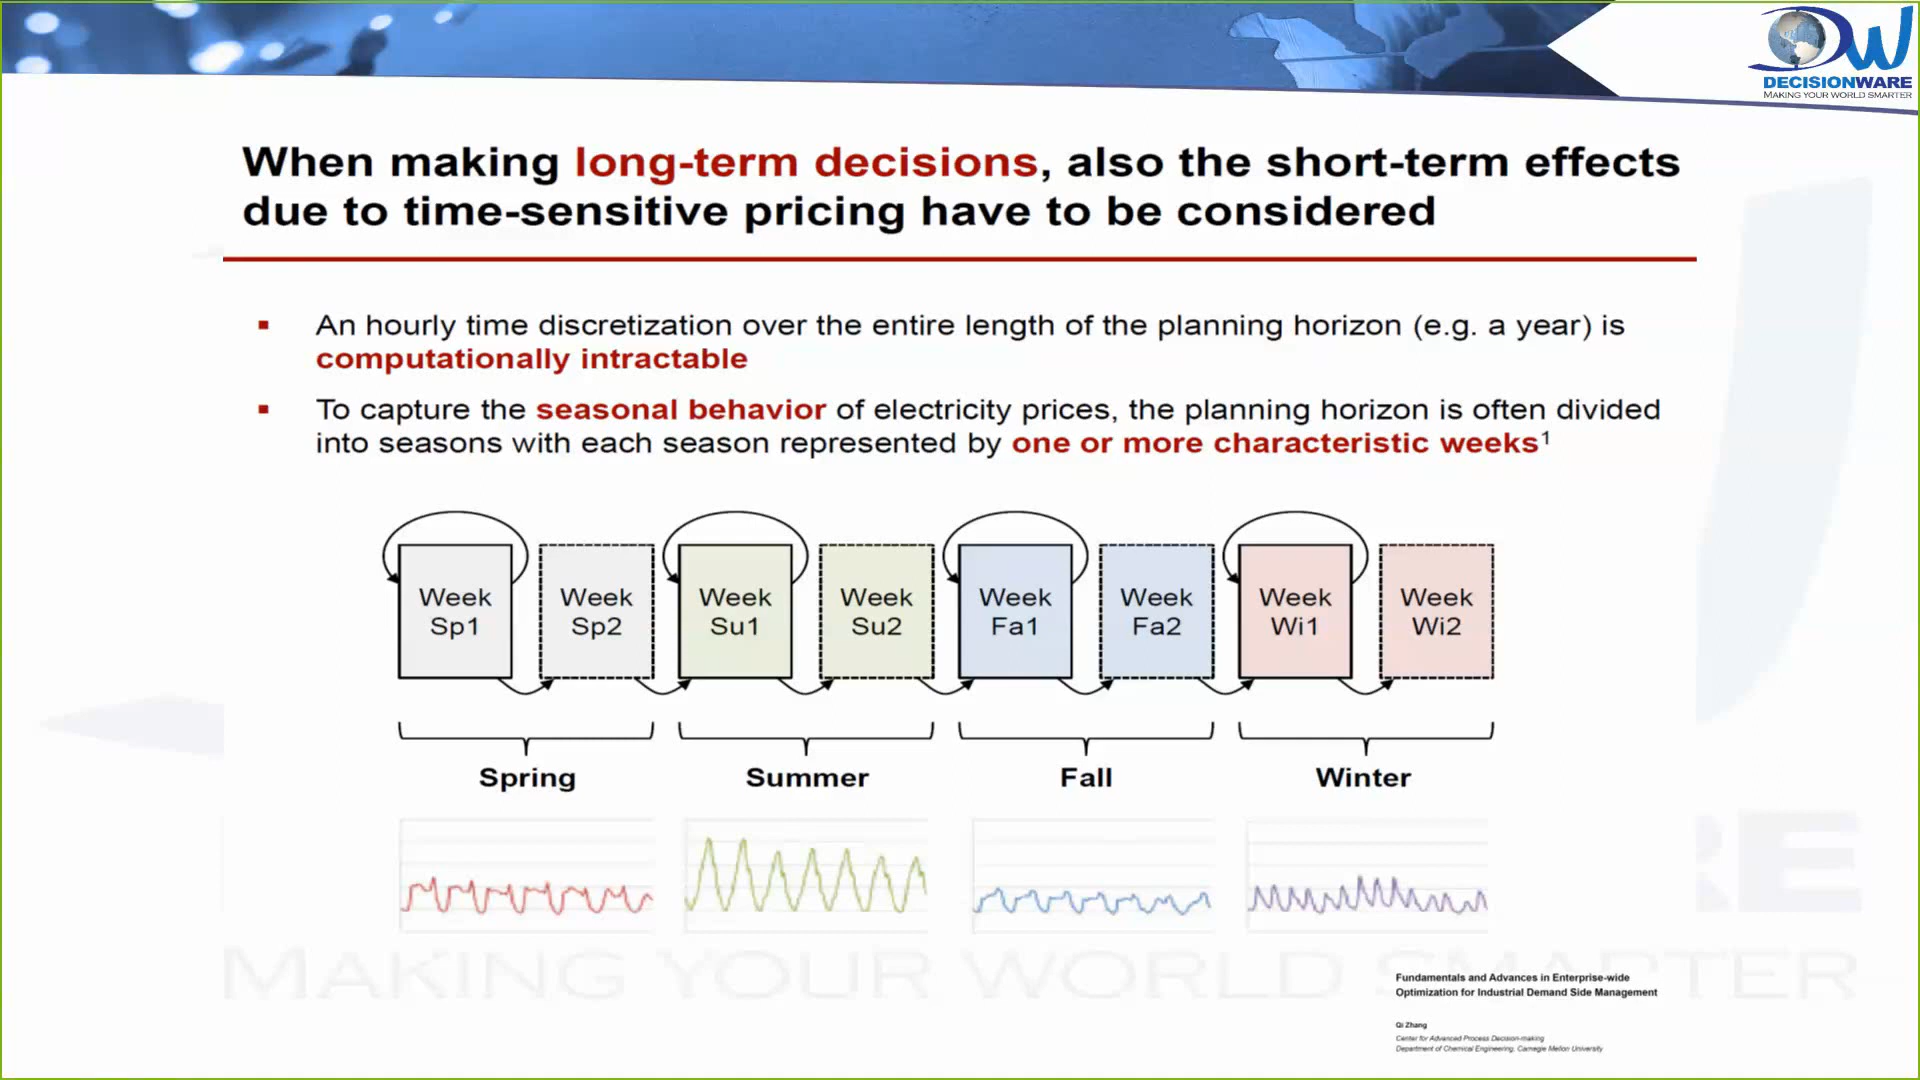 DECISIONWARE
MAKING YOUR WORLD SMARTER
When making long-term decisions, also the short-term effects
due to time-sensitive pricing have to be considered
An hourly time discretization over the entire length of the planning horizon (e.g. a year) is
computationally intractable
To capture the seasonal behavior of electricity prices, the planning horizon is often divided
into seasons with each season represented by one or more characteristic weeks¹
Week Sp1
Week Sp2
Week Su1
Week Su2
Week Fa1
Week Fa2
Week Wi1
Week Wi2
Spring
Summer
Fall
Winter
RE
MAKING YOUR WORLD SMARTER
Fundamentals and Advances in Enterprise-wide
Optimization for Industrial Demand Side Management
Qi Zhang
Center for Advanced Process Decision-making
Department of Chemical Engineering, Carnegie Mellon University